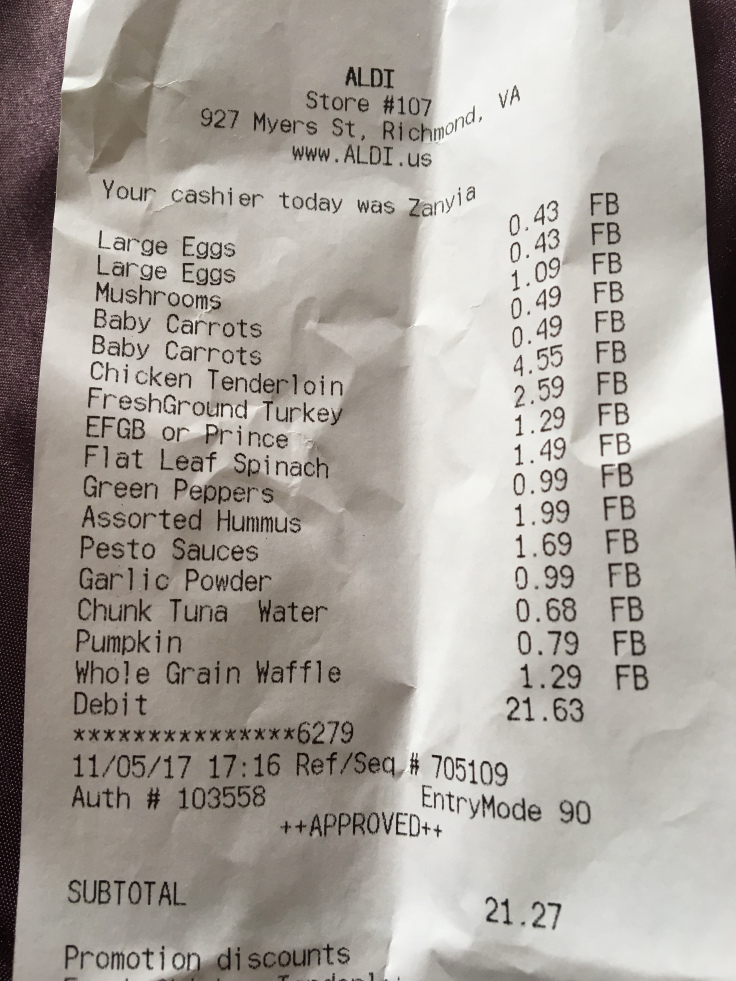 ALDI
Store #107
927 Myers St, Richmond, VA
www.ALDI.us
Your cashier today was Zanyia
Large Eggs 0.43 FB
Large Eggs 0.43 FB
Mushrooms 1.09 FB
Baby Carrots 0.49 FB
Baby Carrots 0.49 FB
Chicken Tenderloin 4.55 FB
FreshGround Turkey 2.59 FB
EFGB or Prince 1.29 FB
Flat Leaf Spinach 1.49 FB
Green Peppers 0.99 FB
Assorted Hummus 1.99 FB
Pesto Sauces 1.69 FB
Garlic Powder 0.99 FB
Chunk Tuna Water 0.68 FB
Pumpkin 0.79 FB
Whole Grain Waffle 1.29 FB
Debit 21.63
***************6279
11/05/17 17:16 Ref/Seq # 705109
Auth # 103558 EntryMode 90
++APPROVED++
SUBTOTAL 21.27
Promotion discounts